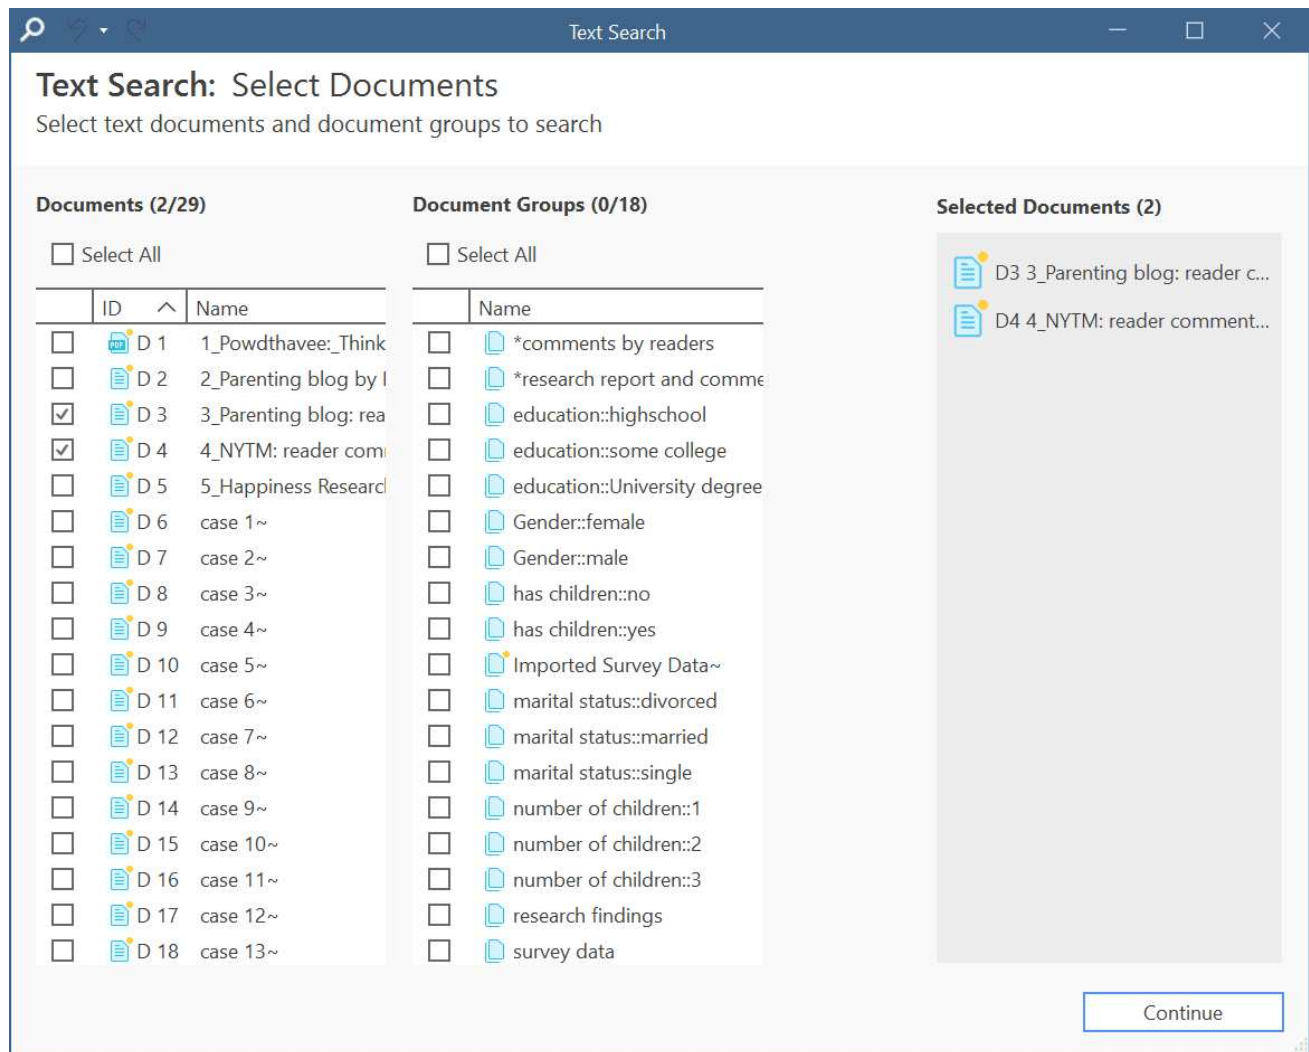 Text Search
Text Search: Select Documents
Select text documents and document groups to search
Documents (2/29)
Select All
ID Name
D 1 1_Powdthavee:_Think
D 2 2_Parenting blog by
D 3 3_Parenting blog: rea
D 4 4_NYTM: reader com
D 5 5_Happiness Researc
D 6 case 1~
D 7 case 2~
D 8 case 3~
D 9 case 4~
D 10 case 5~
D 11 case 6~
D 12 case 7~
D 13 case 8~
D 14 case 9~
D 15 case 10~
D 16 case 11~
D 17 case 12~
D 18 case 13~
Document Groups (0/18)
Select All
Name
*comments by readers
*research report and comme
education::highschool
education::some college
education::University degree
Gender::female
Gender::male
has children::no
has children::yes
Imported Survey Data~
marital status::divorced
marital status::married
marital status::single
number of children::1
number of children::2
number of children::3
research findings
survey data
Selected Documents (2)
D3 3_Parenting blog: reader c...
D4 4_NYTM: reader comment...
Continue